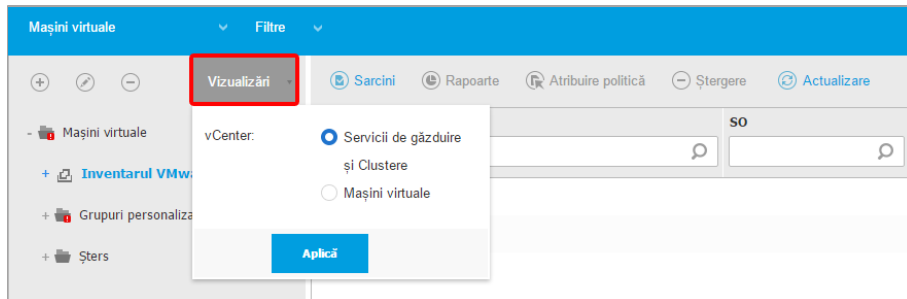 Mașini virtuale Filtre
Vizualizări Sarcini Rapoarte Atribuire politică Ștergere Actualizare
SO
Mașini virtuale
vCenter: Servicii de găzduire
și Clustere
Inventarul VMwa
Mașini virtuale
Grupuri personaliza
Șters
Aplică